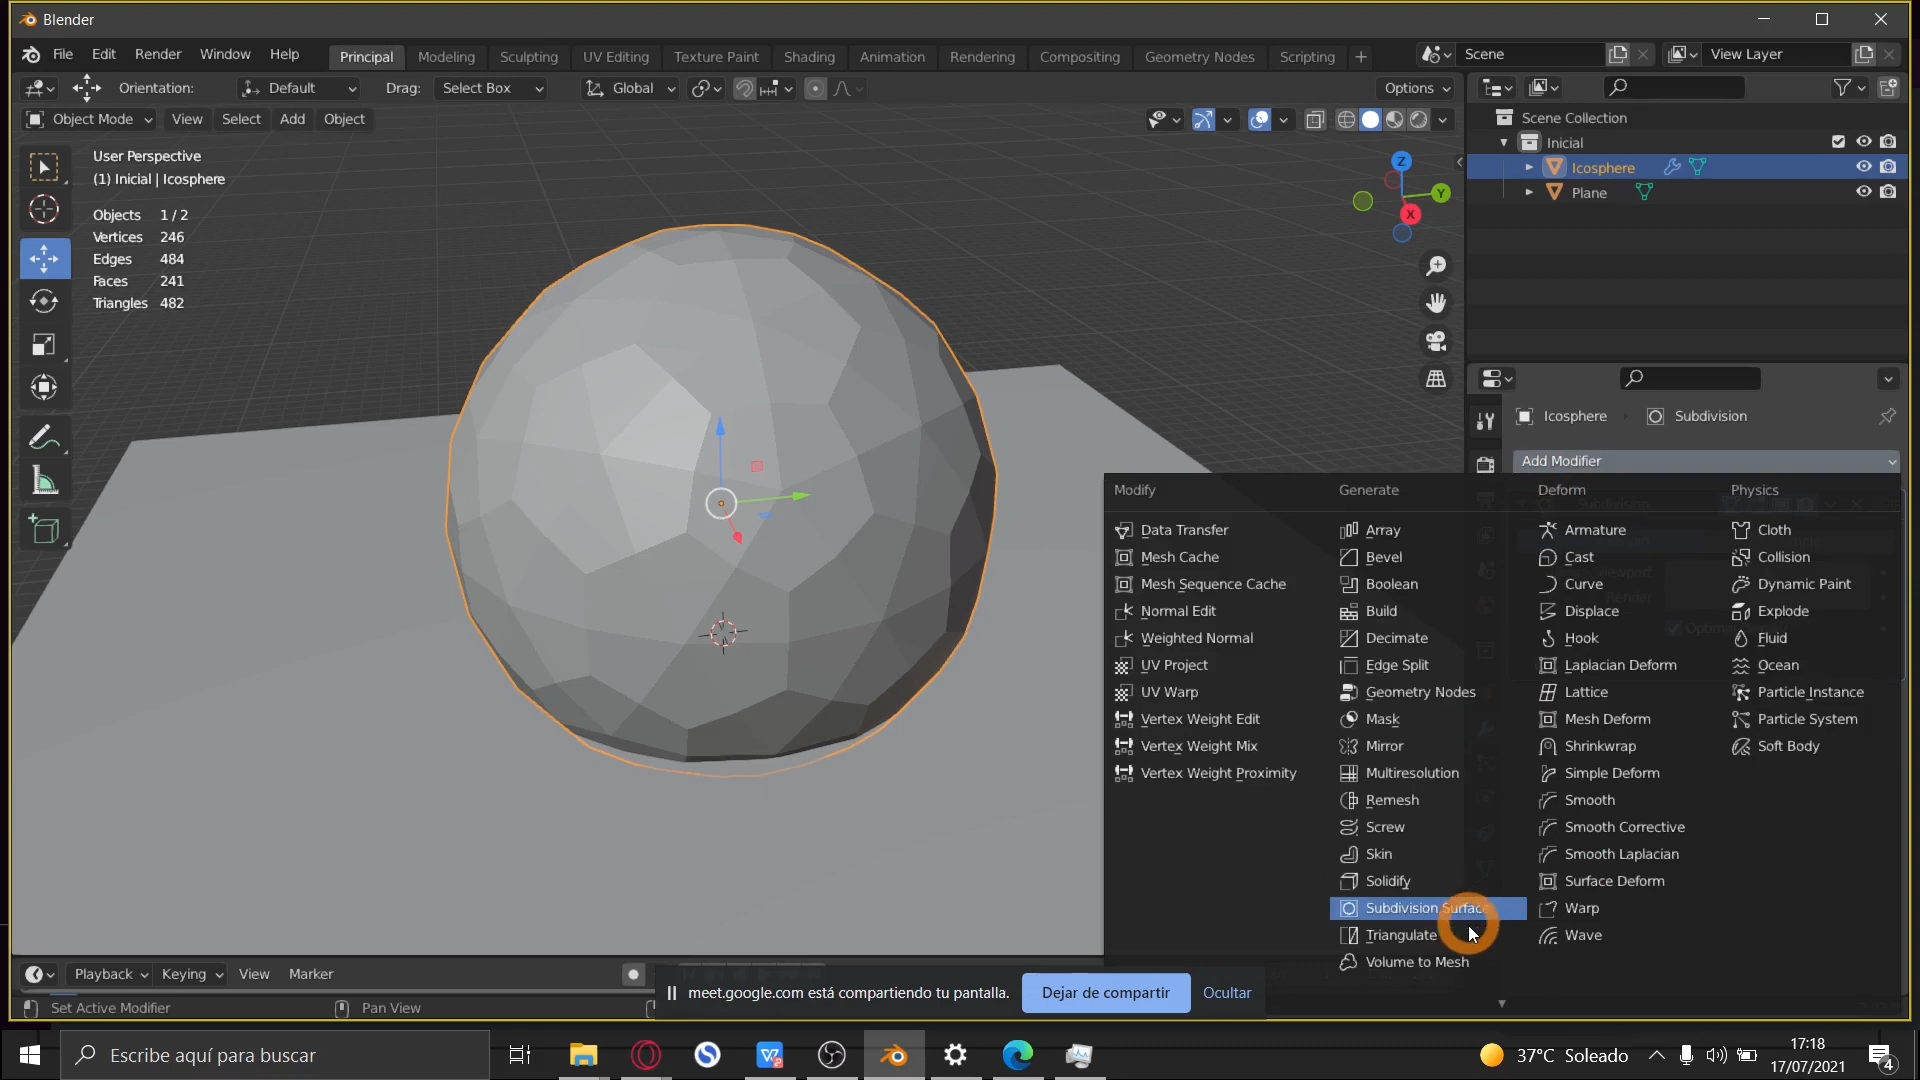 Blender
File Edit Render Window Help Principal Modeling Sculpting UV Editing Texture Paint Shading Animation Rendering Compositing Geometry Nodes Scripting + Scene View Layer
Orientation: Default Drag: Select Box Global Options
Object Mode View Select Add Object
User Perspective
(1) Inicial | Icosphere
Objects 1/2
Vertices 246
Edges 484
Faces 241
Triangles 482
Z
Y
X
Scene Collection
Inicial
Icosphere
Plane
Icosphere Subdivision
Add Modifier
Modify Generate Deform Physics
Data Transfer Array Armature Cloth
Mesh Cache Bevel Cast Collision
Mesh Sequence Cache Boolean Curve Dynamic Paint
Normal Edit Build Displace Explode
Weighted Normal Decimate Hook Fluid
UV Project Edge Split Laplacian Deform Ocean
UV Warp Geometry Nodes Lattice Particle Instance
Vertex Weight Edit Mask Mesh Deform Particle System
Vertex Weight Mix Mirror Shrinkwrap Soft Body
Vertex Weight Proximity Multiresolution Simple Deform
Remesh Smooth
Screw Smooth Corrective
Skin Smooth Laplacian
Solidify Surface Deform
Subdivision Surface Warp
Triangulate Wave
Volume to Mesh
Playback Keying View Marker
meet.google.com está compartiendo tu pantalla. Dejar de compartir Ocultar
Set Active Modifier Pan View
Escribe aquí para buscar
37°C Soleado
17:18
17/07/2021
4